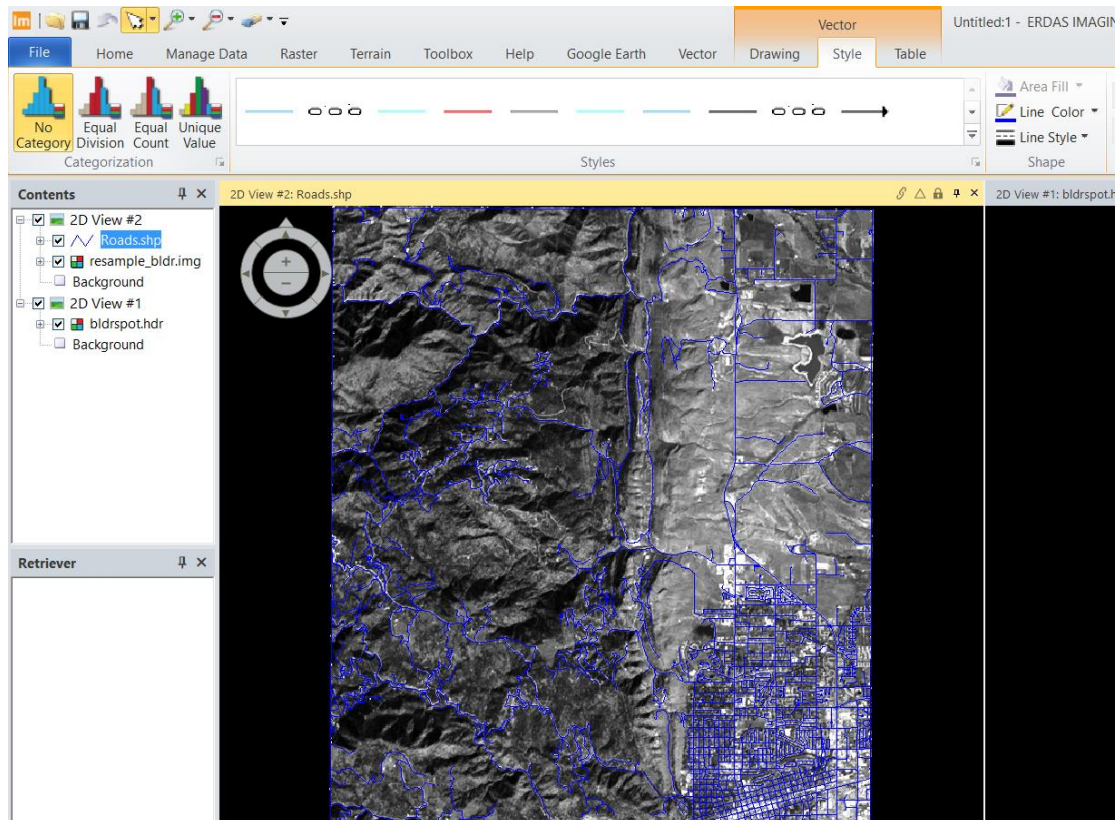 Im
Vector
Untitled:1 - ERDAS IMAGIN
File Home Manage Data Raster Terrain Toolbox Help Google Earth Vector Drawing Style Table
No Category
Equal Division
Equal Count
Unique Value
Categorization
Styles
Area Fill
Line Color
Line Style
Shape
Contents
2D View #2
Roads.shp
resample_bldr.img
Background
2D View #1
bldrspot.hdr
Background
Retriever
2D View #2: Roads.shp
2D View #1: bldrspot.h